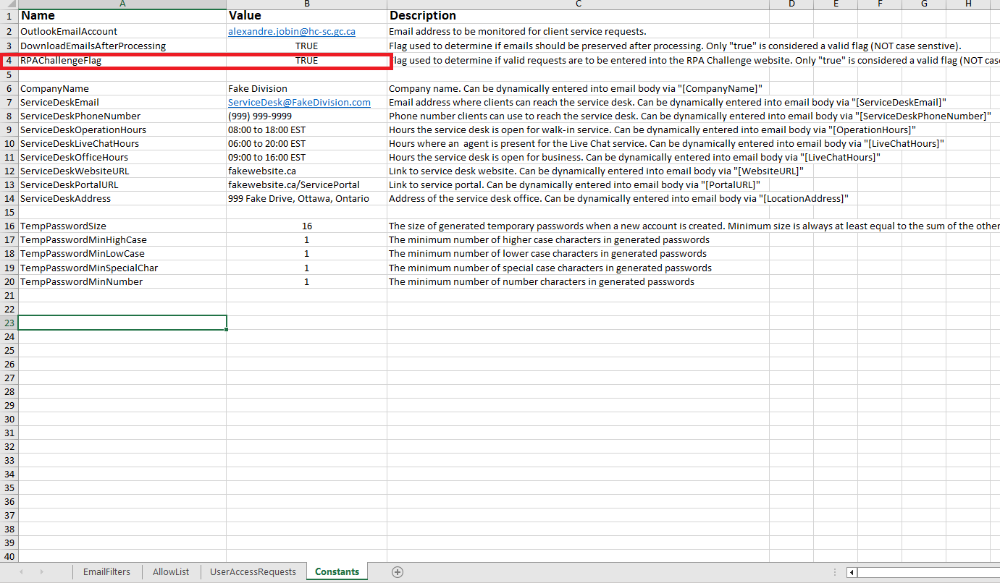 A B C D E F G H
1 Name Value Description
2 OutlookEmailAccount alexandre.jobin@hc-sc.gc.ca Email address to be monitored for client service requests.
3 DownloadEmailsAfterProcessing TRUE Flag used to determine if emails should be preserved after processing. Only "true" is considered a valid flag (NOT case senstive).
4 RPAChallengeFlag TRUE lag used to determine if valid requests are to be entered into the RPA Challenge website. Only "true" is considered a valid flag (NOT case
5
6 CompanyName Fake Division Company name. Can be dynamically entered into email body via "[CompanyName]"
7 ServiceDeskEmail ServiceDesk@FakeDivision.com Email address where clients can reach the service desk. Can be dynamically entered into email body via "[ServiceDeskEmail]"
8 ServiceDeskPhoneNumber (999) 999-9999 Phone number clients can use to reach the service desk. Can be dynamically entered into email body via "[ServiceDeskPhoneNumber]"
9 ServiceDeskOperationHours 08:00 to 18:00 EST Hours the service desk is open for walk-in service. Can be dynamically entered into email body via "[OperationHours]"
10 ServiceDeskLiveChatHours 06:00 to 20:00 EST Hours where an agent is present for the Live Chat service. Can be dynamically entered into email body via "[LiveChatHours]"
11 ServiceDeskOfficeHours 09:00 to 16:00 EST Hours the service desk is open for business. Can be dynamically entered into email body via "[LiveChatHours]"
12 ServiceDeskWebsiteURL fakewebsite.ca Link to service desk website. Can be dynamically entered into email body via "[WebsiteURL]"
13 ServiceDeskPortalURL fakewebsite.ca/ServicePortal Link to service portal. Can be dynamically entered into email body via "[PortalURL]"
14 ServiceDeskAddress 999 Fake Drive, Ottawa, Ontario Address of the service desk office. Can be dynamically entered into email body via "[LocationAddress]"
15
16 TempPasswordSize 16 The size of generated temporary passwords when a new account is created. Minimum size is always at least equal to the sum of the other
17 TempPasswordMinHighCase 1 The minimum number of higher case characters in generated passwords
18 TempPasswordMinLowCase 1 The minimum number of lower case characters in generated passwords
19 TempPasswordMinSpecialChar 1 The minimum number of special case characters in generated passwords
20 TempPasswordMinNumber 1 The minimum number of number characters in generated passwords
21
22
23
24
25
26
27
28
29
30
31
32
33
34
35
36
37
38
39
40
EmailFilters AllowList UserAccessRequests Constants